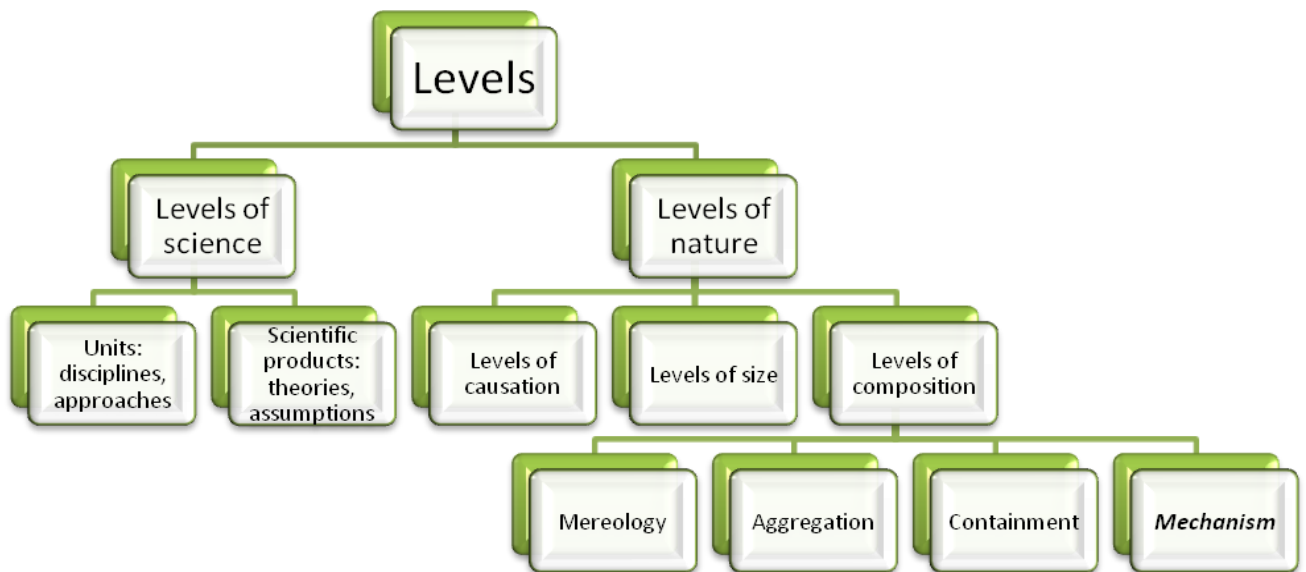 Levels
Levels of
science
Levels of
nature
Units:
disciplines,
approaches
Scientific
products:
theories,
assumptions
Levels of
causation
Levels of size
Levels of
composition
Mereology
Aggregation
Containment
Mechanism